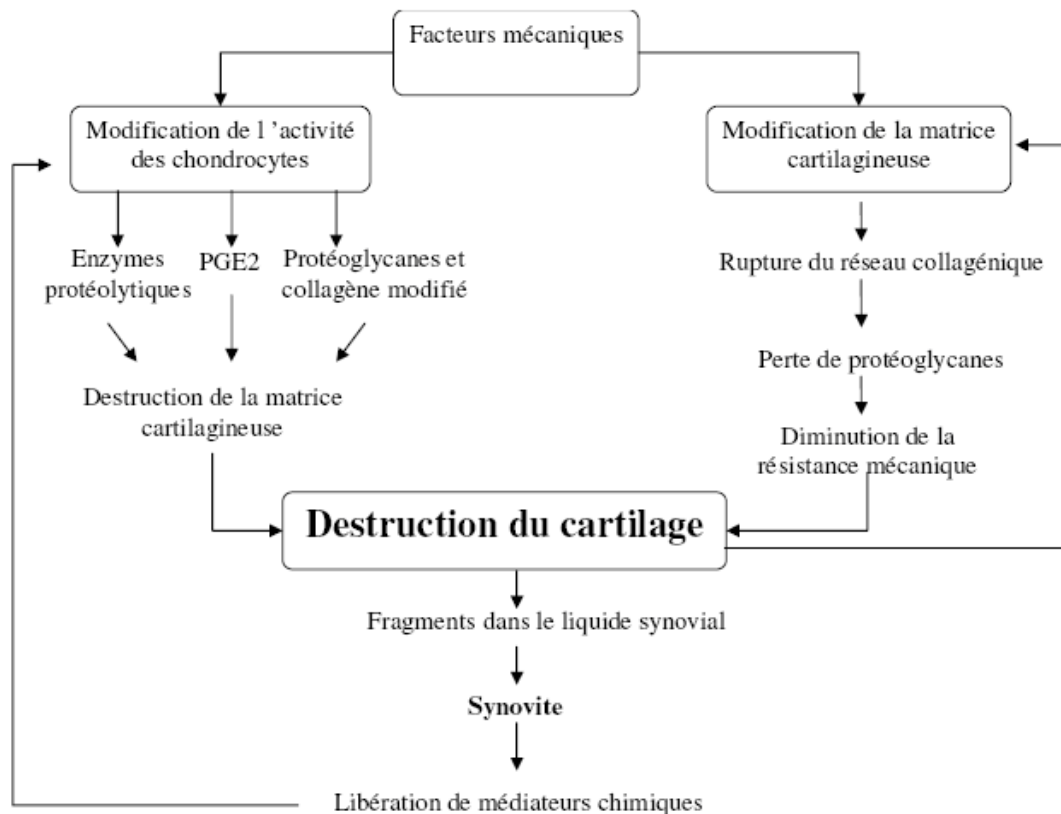 Facteurs mécaniques
Modification de l ’activité
des chondrocytes
Modification de la matrice
cartilagineuse
Enzymes
protéolytiques
PGE2
Protéoglycanes et
collagène modifié
Rupture du réseau collagénique
Perte de protéoglycanes
Destruction de la matrice
cartilagineuse
Diminution de la
résistance mécanique
Destruction du cartilage
Fragments dans le liquide synovial
Synovite
Libération de médiateurs chimiques